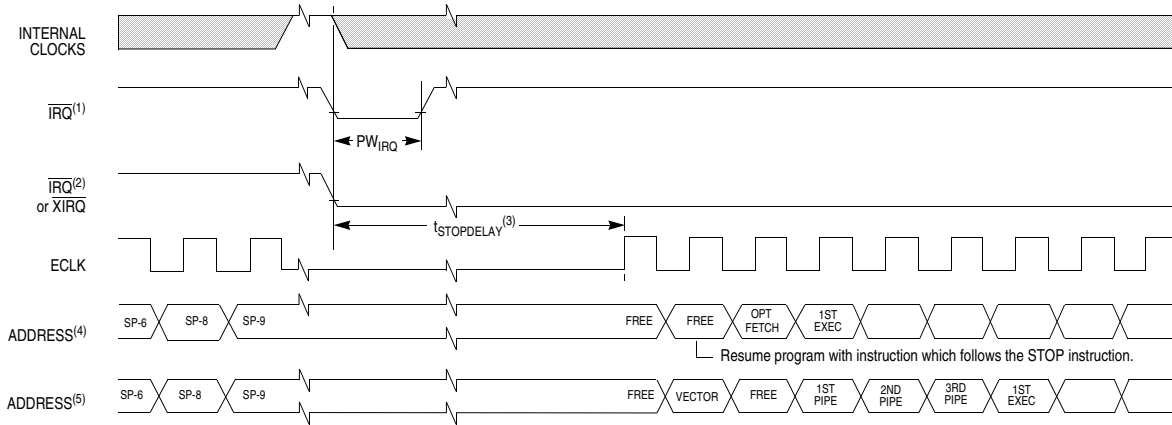 INTERNAL
CLOCKS
IRQ(1)
PWIRQ
IRQ(2)
or XIRQ
tSTOPDELAY(3)
ECLK
ADDRESS(4) SP-6 SP-8 SP-9 FREE FREE OPT FETCH 1ST EXEC
Resume program with instruction which follows the STOP instruction.
ADDRESS(5) SP-6 SP-8 SP-9 FREE VECTOR FREE 1ST PIPE 2ND PIPE 3RD PIPE 1ST EXEC